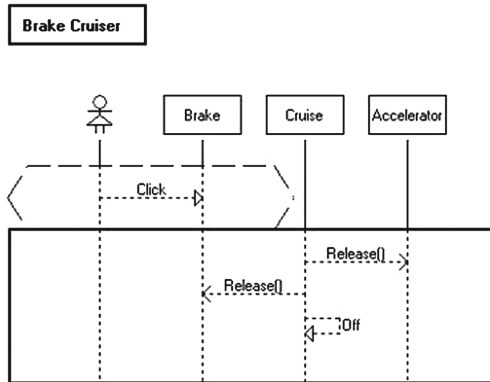 Brake Cruiser
Brake Cruise Accelerator
Click
Release()
Release()
Off